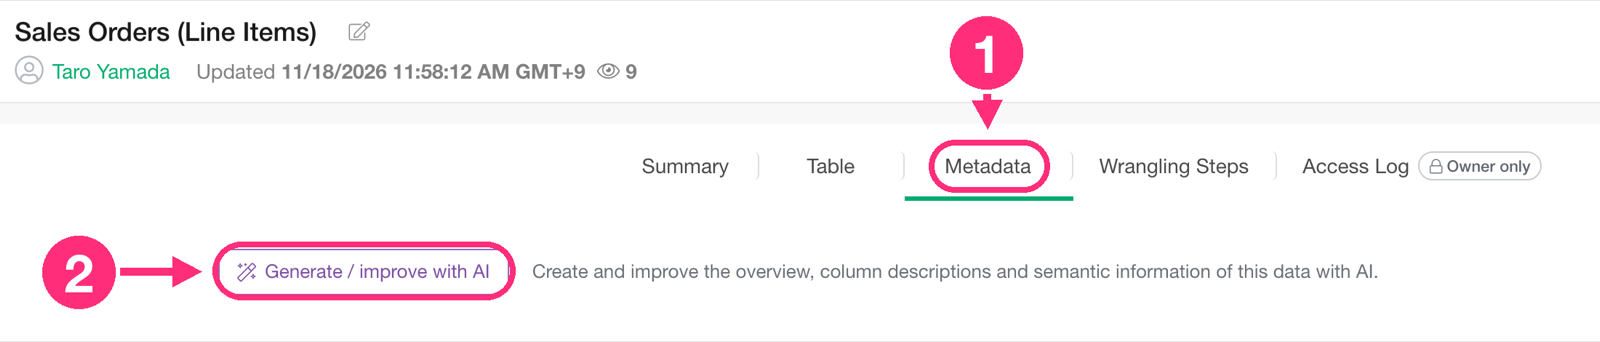 Sales Orders (Line Items)
Taro Yamada Updated 11/18/2026 11:58:12 AM GMT+9 9
1
Summary Table Metadata Wrangling Steps Access Log Owner only
2 Generate / improve with AI Create and improve the overview, column descriptions and semantic information of this data with AI.